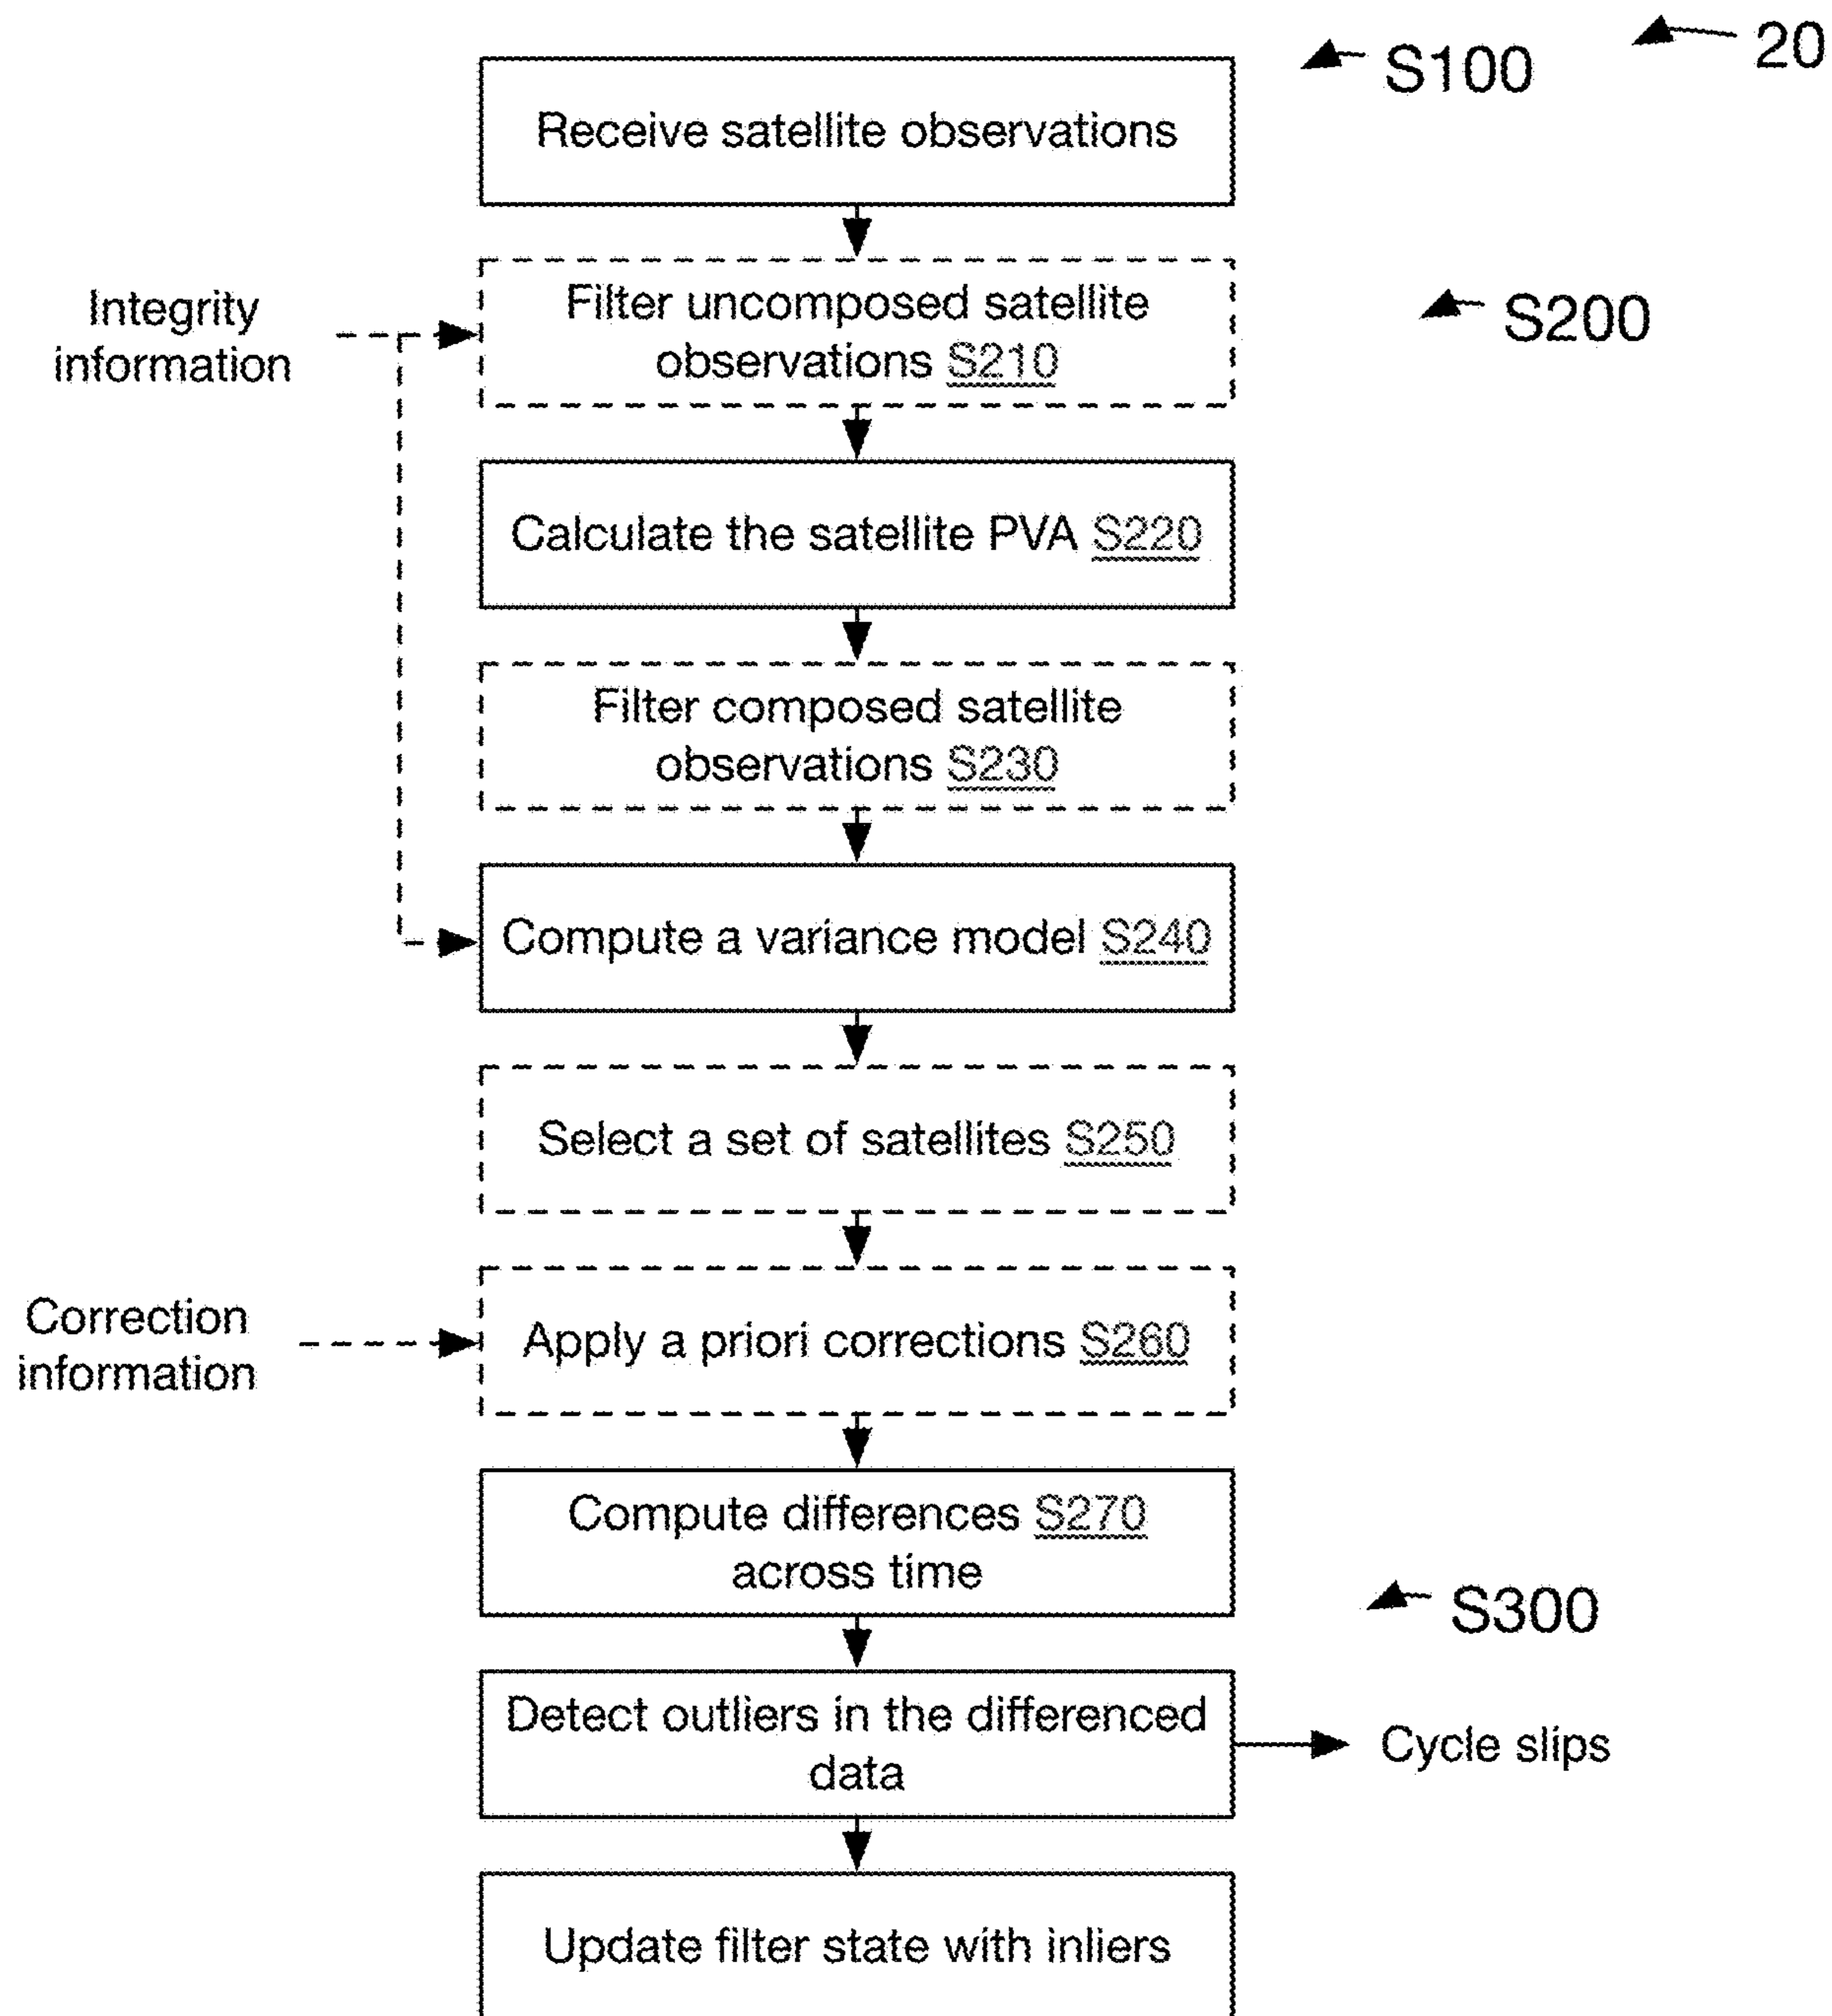 20
S100
Receive satellite observations
Integrity
information
Filter uncomposed satellite
observations S210
S200
Calculate the satellite PVA S220
Filter composed satellite
observations S230
Compute a variance model S240
Select a set of satellites S250
Correction
information
Apply a priori corrections S260
Compute differences S270
across time
S300
Detect outliers in the differenced
data
Cycle slips
Update filter state with inliers